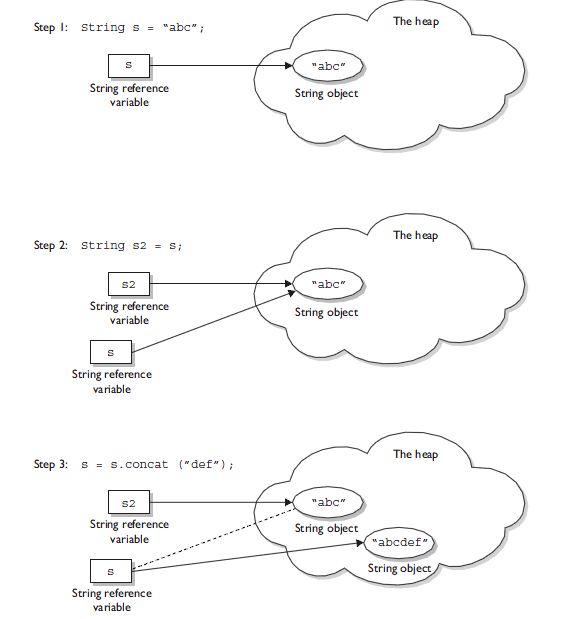 Step 1: String s = "abc";
The heap
s
"abc"
String reference
variable
String object
Step 2: String s2 = s;
The heap
s2
"abc"
String reference
variable
String object
s
String reference
variable
Step 3: s = s.concat ("def");
The heap
s2
"abc"
String reference
variable
String object
"abcdef"
s
String object
String reference
variable